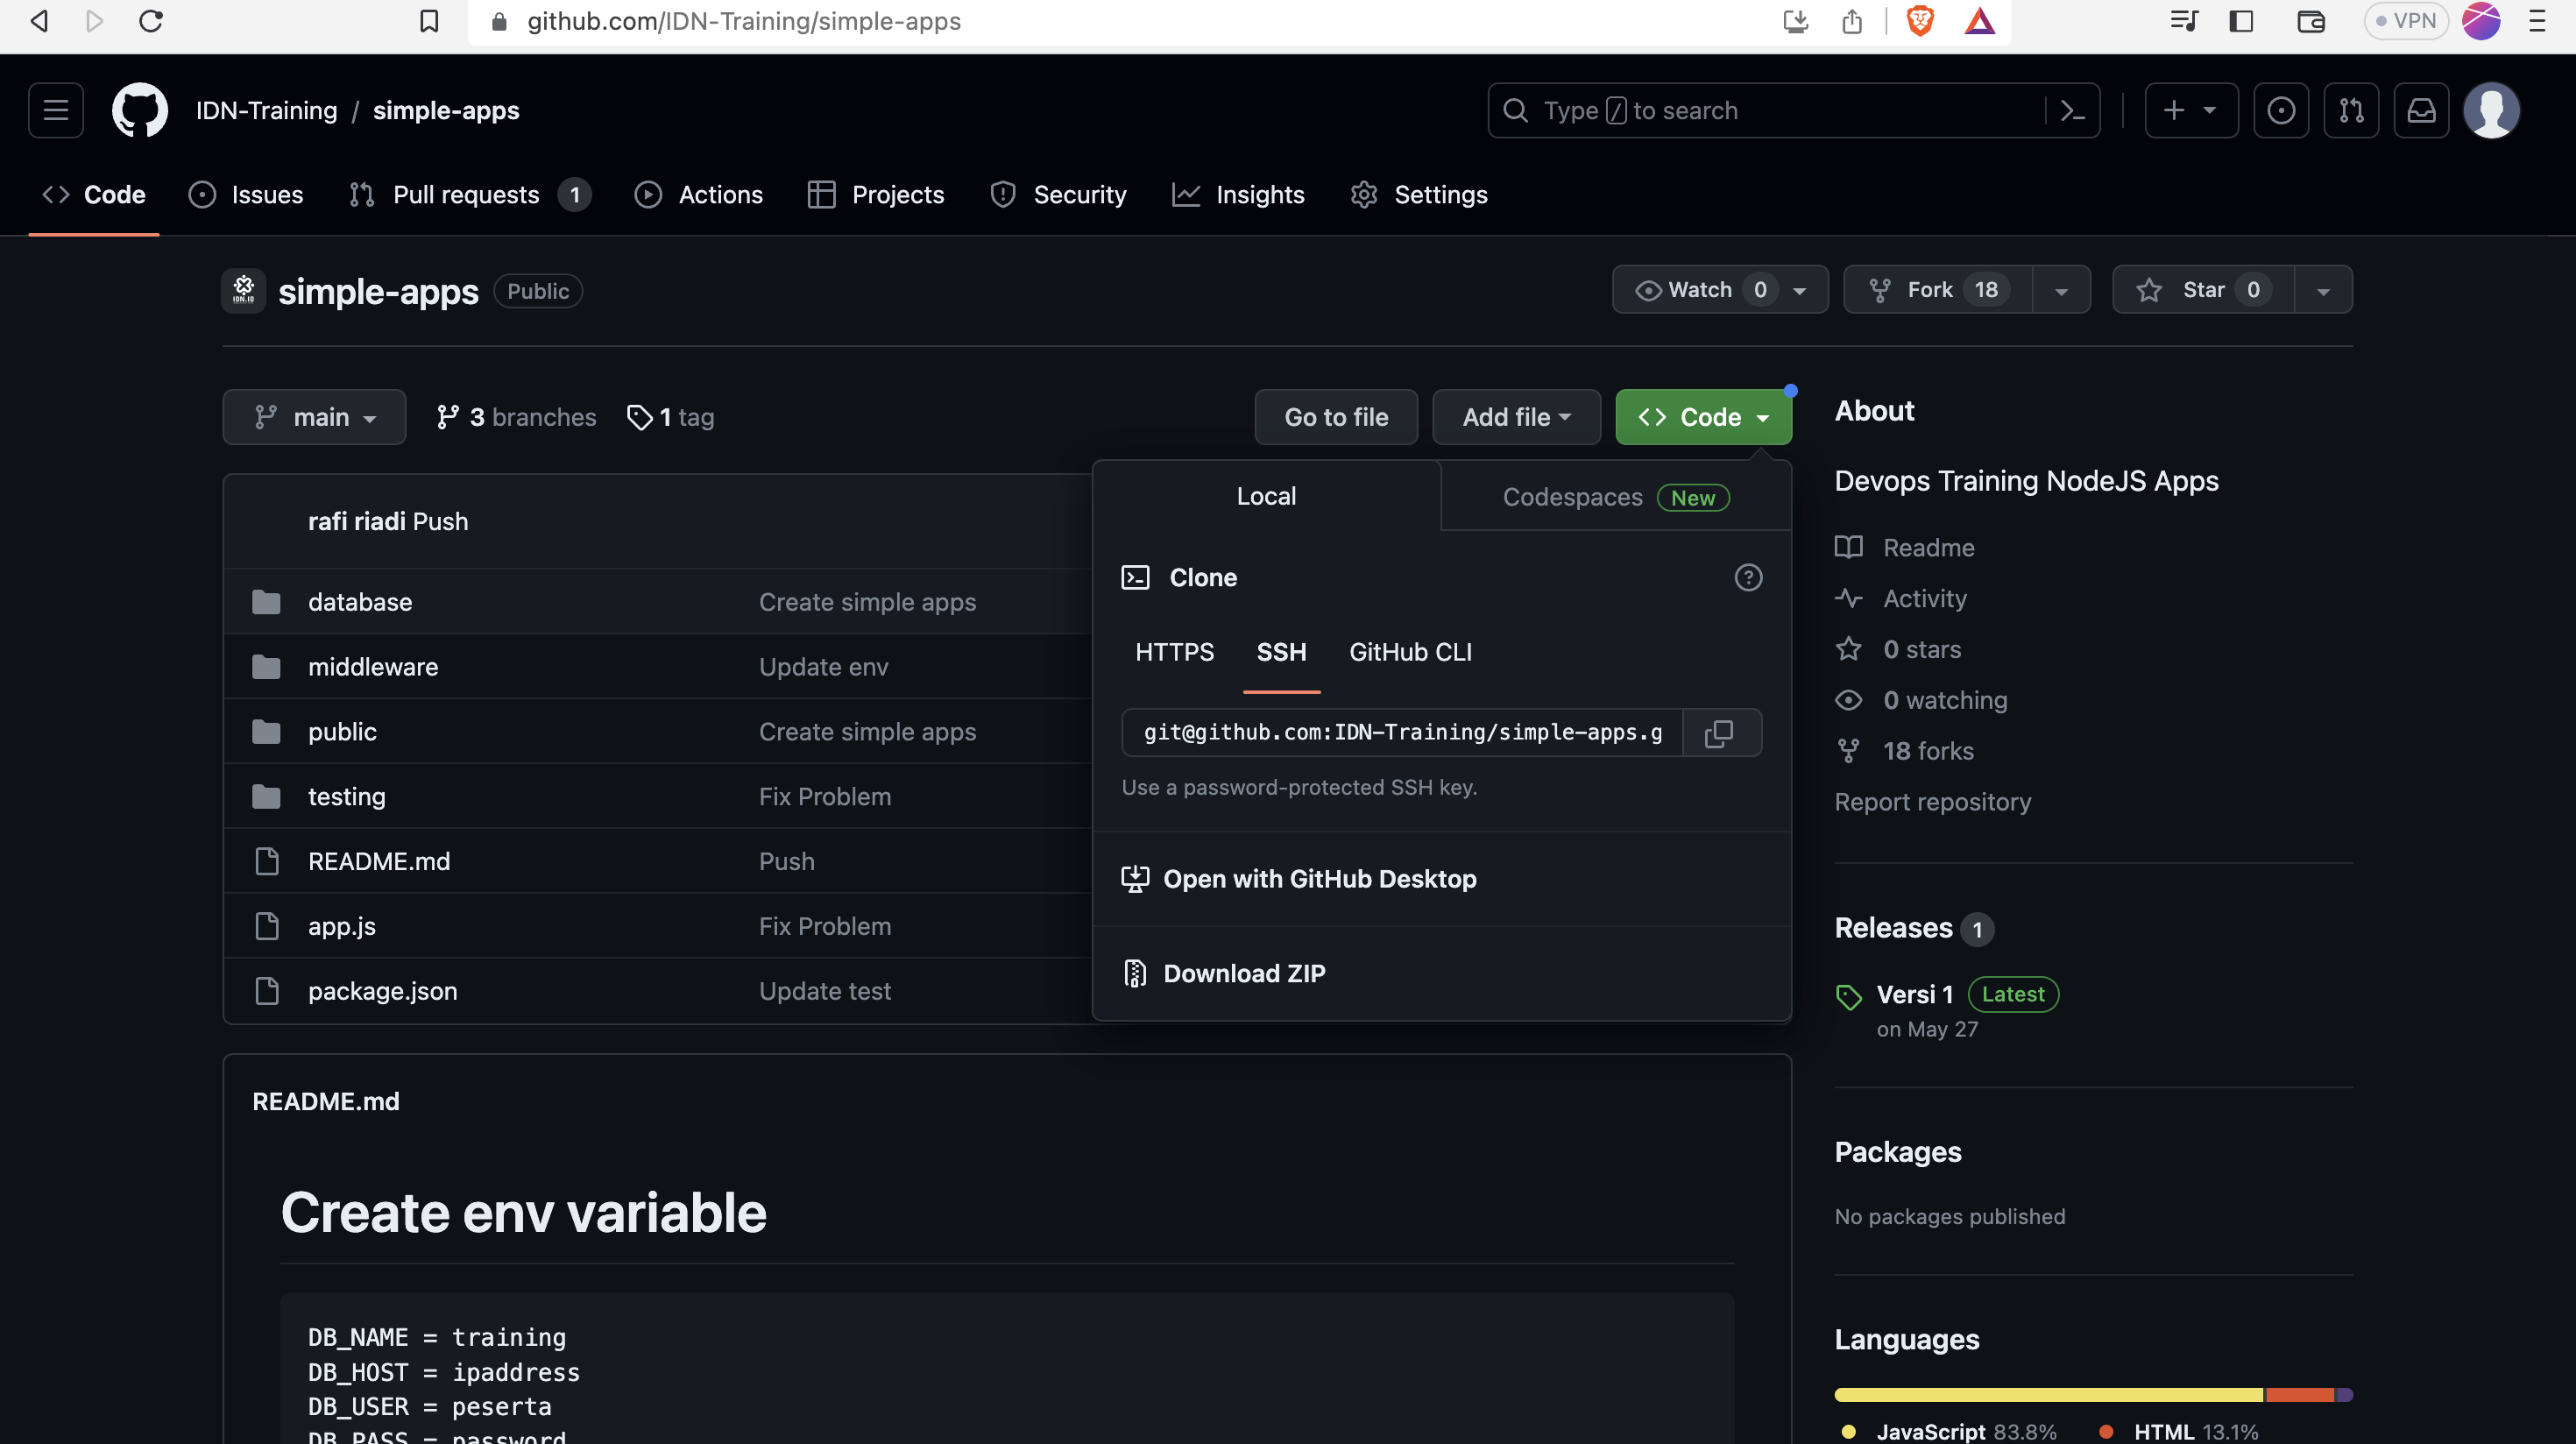 github.com/IDN-Training/simple-apps
VPN
IDN-Training / simple-apps
Type / to search
Code
Issues
Pull requests 1
Actions
Projects
Security
Insights
Settings
IDN.ID
simple-apps Public
Watch 0
Fork 18
Star 0
main
3 branches
1 tag
Go to file
Add file
Code
rafi riadi Push
database Create simple apps
middleware Update env
public Create simple apps
testing Fix Problem
README.md Push
app.js Fix Problem
package.json Update test
Local
Codespaces New
Clone
HTTPS SSH GitHub CLI
git@github.com:IDN-Training/simple-apps.g
Use a password-protected SSH key.
Open with GitHub Desktop
Download ZIP
About
Devops Training NodeJS Apps
Readme
Activity
0 stars
0 watching
18 forks
Report repository
Releases 1
Versi 1 Latest
on May 27
Packages
No packages published
Languages
JavaScript 83.8%
HTML 13.1%
README.md
Create env variable
DB_NAME = training
DB_HOST = ipaddress
DB_USER = peserta
DB_PASS = password